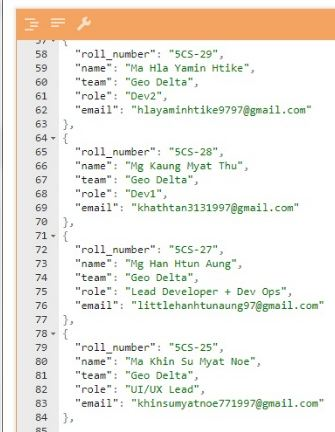 57 {
58 "roll_number": "5CS-29",
59 "name": "Ma Hla Yamin Htike",
60 "team": "Geo Delta",
61 "role": "Dev2",
62 "email": "hlayaminhtike9797@gmail.com"
63 },
64 {
65 "roll_number": "5CS-28",
66 "name": "Mg Kaung Myat Thu",
67 "team": "Geo Delta",
68 "role": "Dev1",
69 "email": "khathtan3131997@gmail.com"
70 },
71 {
72 "roll_number": "5CS-27",
73 "name": "Mg Han Htun Aung",
74 "team": "Geo Delta",
75 "role": "Lead Developer + Dev Ops",
76 "email": "littlehanhtunaung97@gmail.com"
77 },
78 {
79 "roll_number": "5CS-25",
80 "name": "Ma Khin Su Myat Noe",
81 "team": "Geo Delta",
82 "role": "UI/UX Lead",
83 "email": "khinsumyatnoe771997@gmail.com"
84 },
85